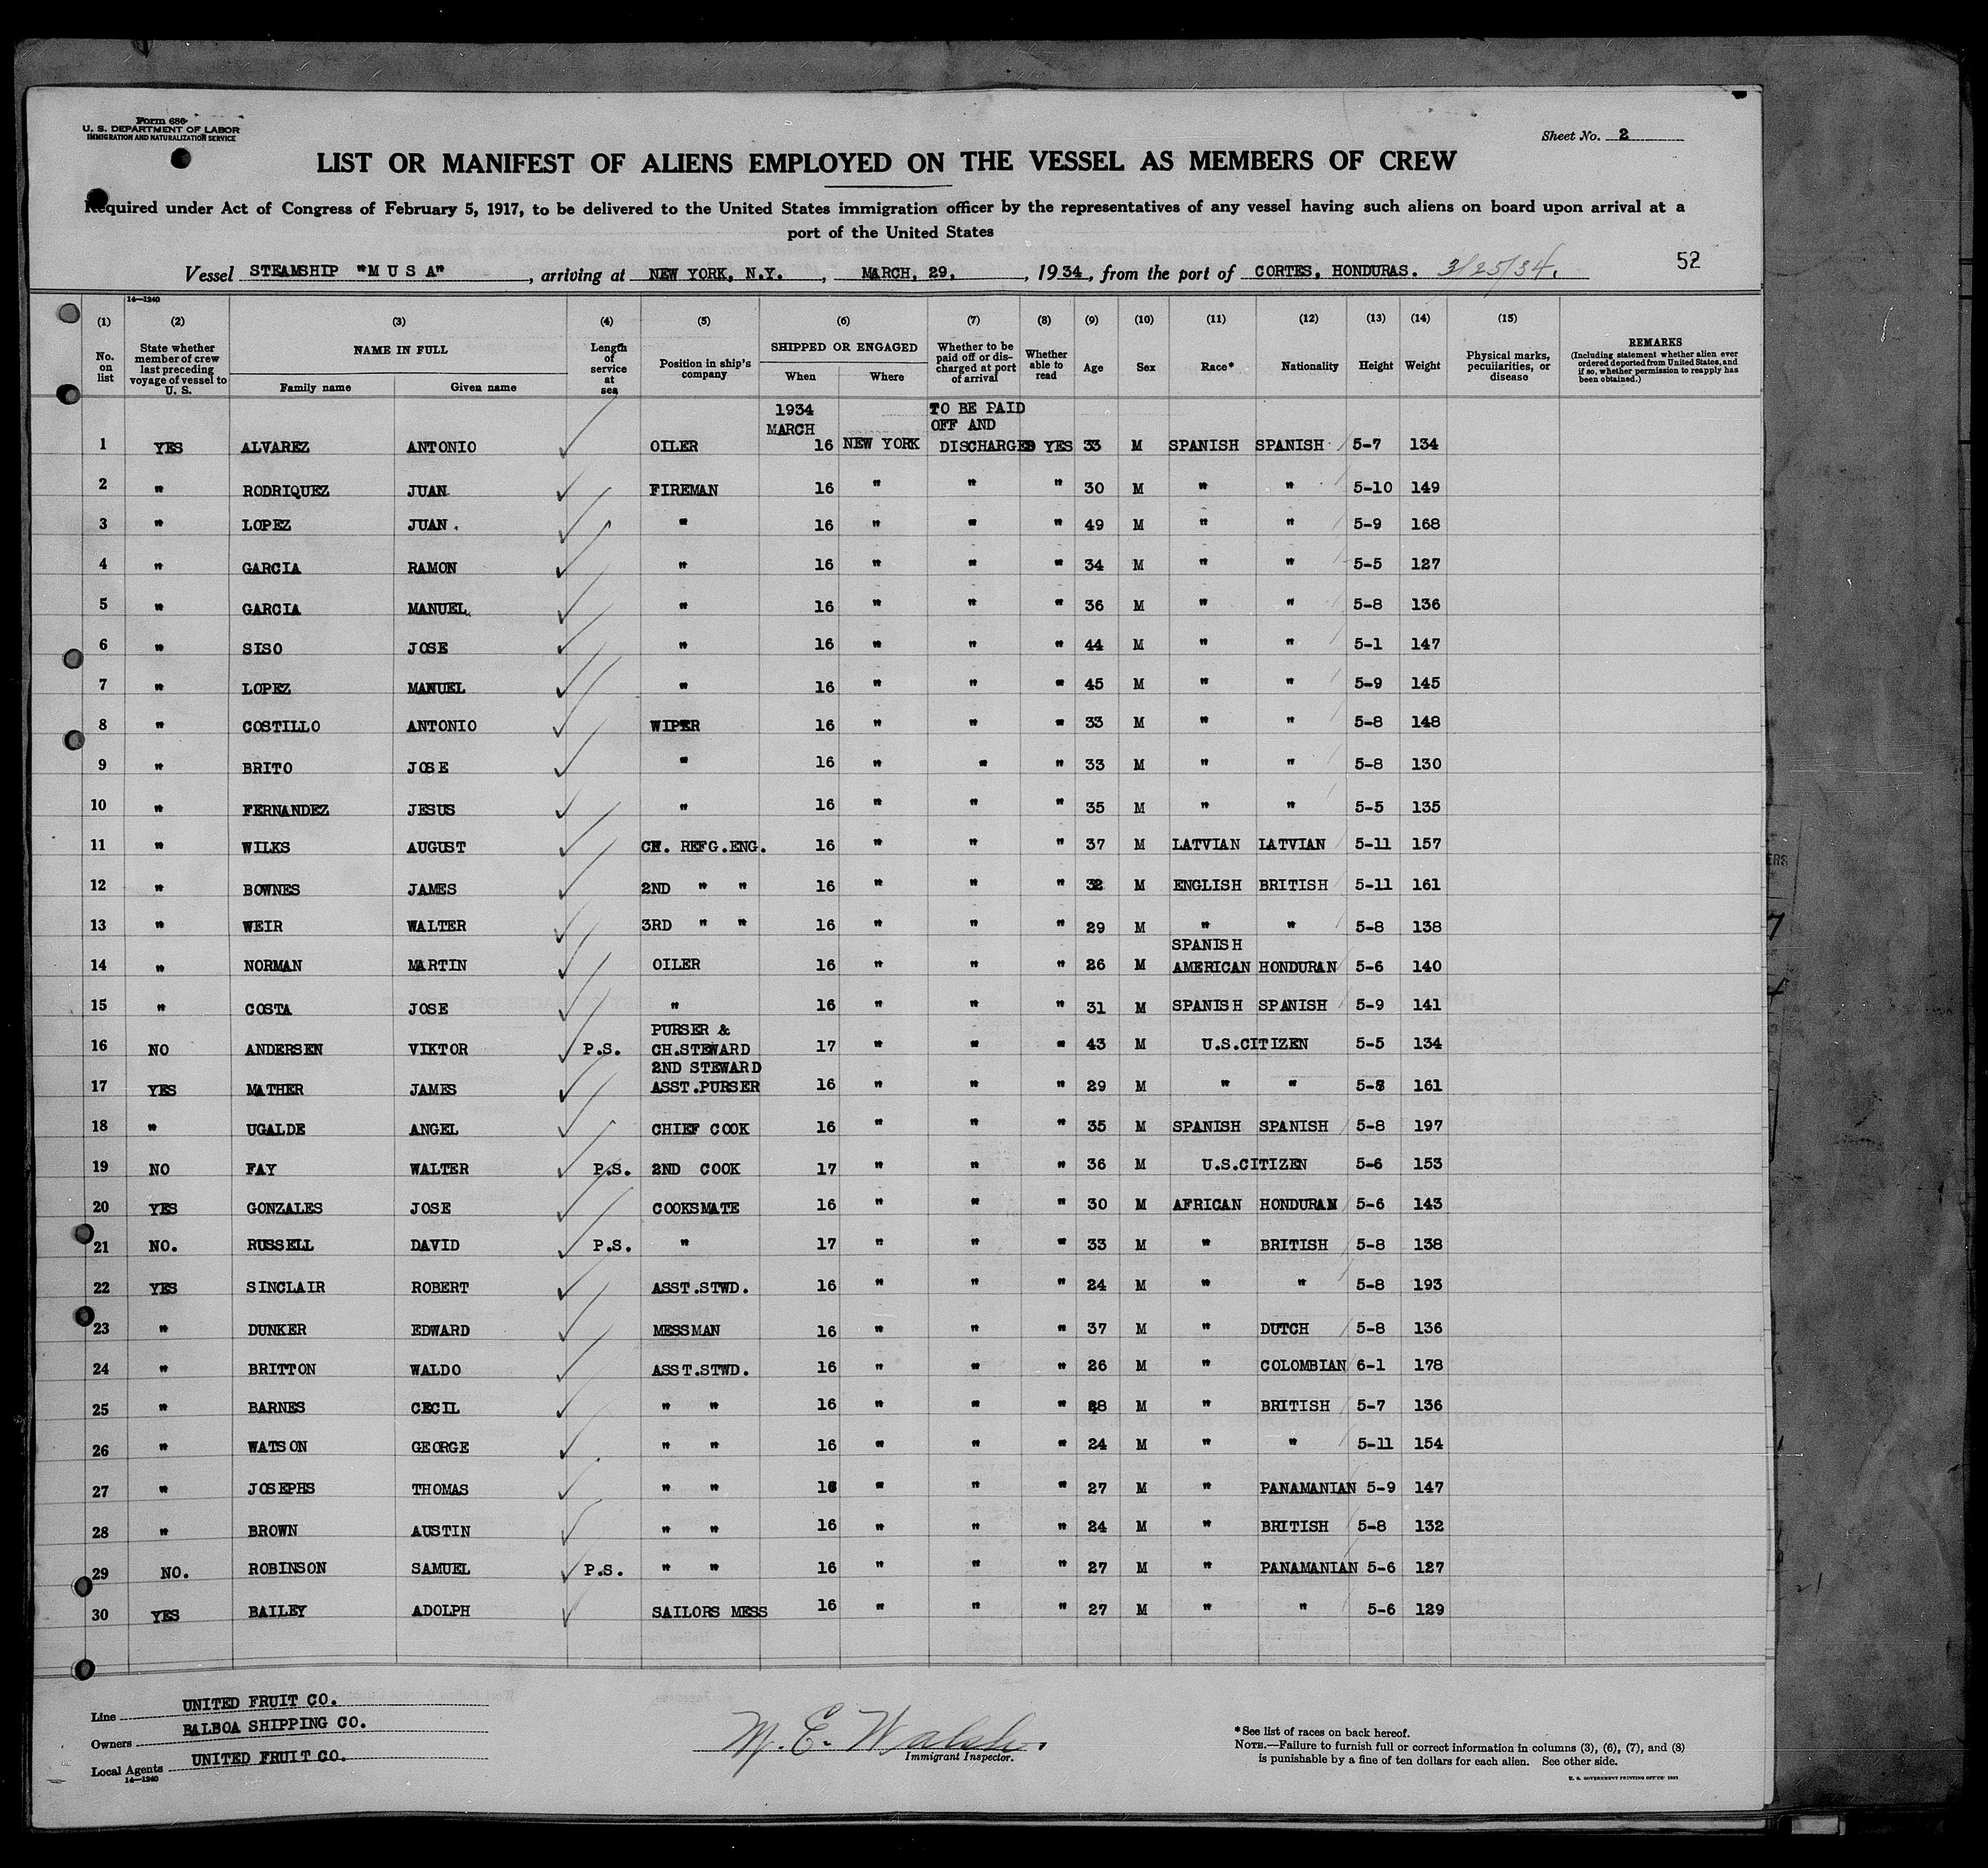 Form 686
U. S. DEPARTMENT OF LABOR
IMMIGRATION AND NATURALIZATION SERVICE
Sheet No. 2
LIST OR MANIFEST OF ALIENS EMPLOYED ON THE VESSEL AS MEMBERS OF CREW
Required under Act of Congress of February 5, 1917, to be delivered to the United States immigration officer by the representatives of any vessel having such aliens on board upon arrival at a
port of the United States
Vessel STEAMSHIP "M U S A", arriving at NEW YORK, N.Y., MARCH, 29, 1934, from the port of CORTES, HONDURAS. 3/25/34.
52
14—1240
(1) (2) (3) (4) (5) (6) (7) (8) (9) (10) (11) (12) (13) (14) (15)
No. on list
State whether member of crew last preceding voyage of vessel to U. S.
NAME IN FULL
Family name Given name
Length of service at sea
Position in ship's company
SHIPPED OR ENGAGED
When Where
Whether to be paid off or discharged at port of arrival
Whether able to read
Age Sex Race* Nationality Height Weight
Physical marks, peculiarities, or disease
REMARKS
(Including statement whether alien ever ordered deported from United States, and if so, whether permission to reapply has been obtained.)
1934 TO BE PAID
MARCH OFF AND
1 YES ALVAREZ ANTONIO OILER 16 NEW YORK DISCHARGED YES 33 M SPANISH SPANISH 5-7 134
2 " RODRIQUEZ JUAN FIREMAN 16 " " " 30 M " " 5-10 149
3 " LOPEZ JUAN. " 16 " " " 49 M " " 5-9 168
4 " GARCIA RAMON " 16 " " " 34 M " " 5-5 127
5 " GARCIA MANUEL " 16 " " " 36 M " " 5-8 136
6 " SISO JOSE " 16 " " " 44 M " " 5-1 147
7 " LOPEZ MANUEL " 16 " " " 45 M " " 5-9 145
8 " COSTILLO ANTONIO WIPER 16 " " " 33 M " " 5-8 148
9 " BRITO JOSE " 16 " " " 33 M " " 5-8 130
10 " FERNANDEZ JESUS " 16 " " " 35 M " " 5-5 135
11 " WILKS AUGUST CH. REFG.ENG. 16 " " " 37 M LATVIAN LATVIAN 5-11 157
12 " BOWNES JAMES 2ND " " 16 " " " 32 M ENGLISH BRITISH 5-11 161
13 " WEIR WALTER 3RD " " 16 " " " 29 M " " 5-8 138
SPANISH
14 " NORMAN MARTIN OILER 16 " " " 26 M AMERICAN HONDURAN 5-6 140
15 " COSTA JOSE " 16 " " " 31 M SPANISH SPANISH 5-9 141
PURSER &
16 NO ANDERSEN VIKTOR P.S. CH.STEWARD 17 " " " 43 M U.S.CITIZEN 5-5 134
2ND STEWARD
17 YES MATHER JAMES ASST.PURSER 16 " " " 29 M " " 5-8 161
18 " UGALDE ANGEL CHIEF COOK 16 " " " 35 M SPANISH SPANISH 5-8 197
19 NO FAY WALTER P.S. 2ND COOK 17 " " " 36 M U.S.CITIZEN 5-6 153
20 YES GONZALES JOSE COOKSMATE 16 " " " 30 M AFRICAN HONDURAN 5-6 143
21 NO. RUSSELL DAVID P.S. " 17 " " " 33 M " BRITISH 5-8 138
22 YES SINCLAIR ROBERT ASST.STWD. 16 " " " 24 M " " 5-8 193
23 " DUNKER EDWARD MESSMAN 16 " " " 37 M " DUTCH 5-8 136
24 " BRITTON WALDO ASST.STWD. 16 " " " 26 M " COLOMBIAN 6-1 178
25 " BARNES CECIL " " 16 " " " 28 M " BRITISH 5-7 136
26 " WATSON GEORGE " " 16 " " " 24 M " " 5-11 154
27 " JOSEPHS THOMAS " " 16 " " " 27 M " PANAMANIAN 5-9 147
28 " BROWN AUSTIN " " 16 " " " 24 M " BRITISH 5-8 132
29 NO. ROBINSON SAMUEL P.S. " " 16 " " " 27 M " PANAMANIAN 5-6 127
30 YES BAILEY ADOLPH SAILORS MESS 16 " " " 27 M " " 5-6 129
Line UNITED FRUIT CO.
Owners BALBOA SHIPPING CO.
Local Agents UNITED FRUIT CO.
14—1240
M. E. Walsh.
Immigrant Inspector.
*See list of races on back hereof.
NOTE.—Failure to furnish full or correct information in columns (3), (6), (7), and (8)
is punishable by a fine of ten dollars for each alien. See other side.